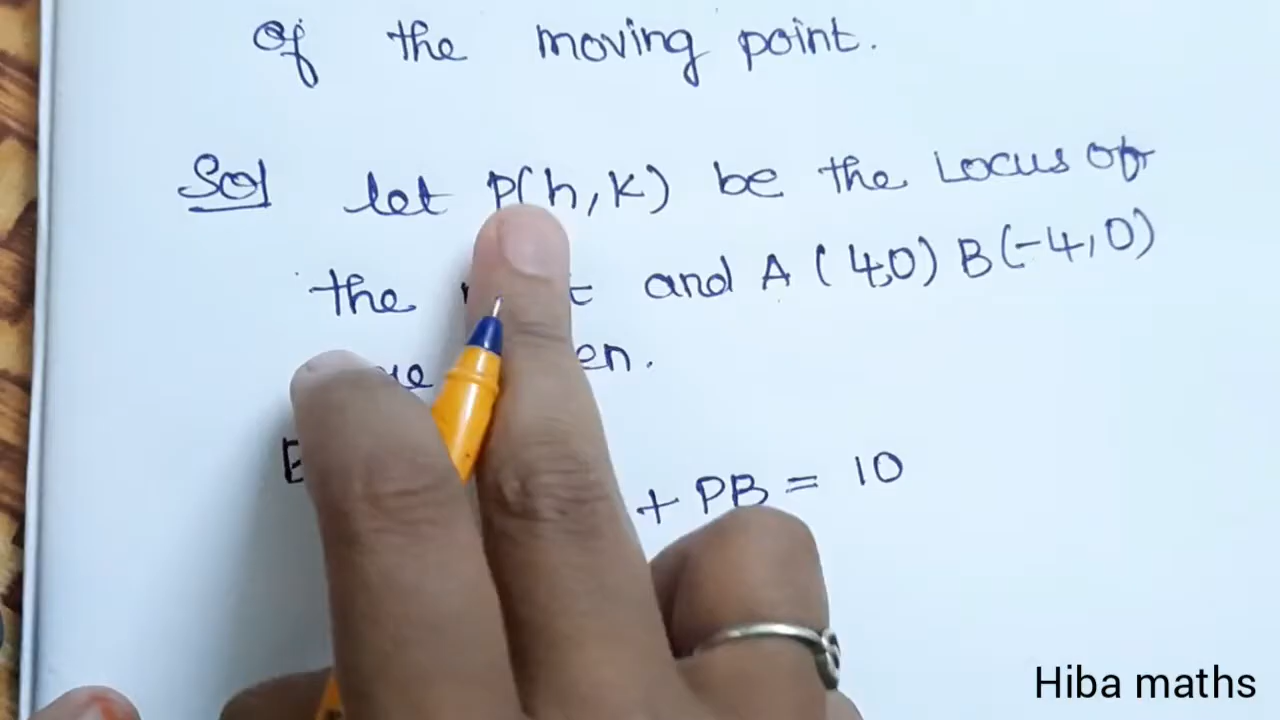 of the moving point.
Sol let P(h,k) be the Locus of
the and A (4,0) B(-4,0)
+ PB = 10
Hiba maths